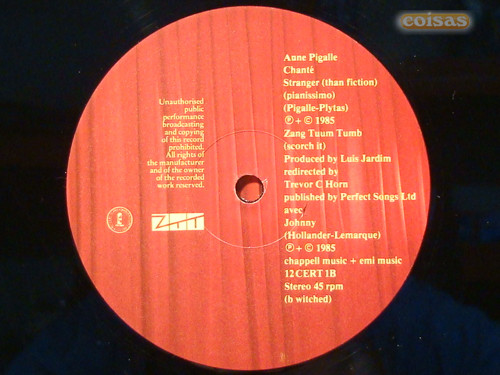 eoisas
Unauthorised
public
performance
broadcasting
and copying
of this record
prohibited.
All rights of
the manufacturer
and of the owner
of the recorded
work reserved.
ZTT
Anne Pigalle
Chanté
Stranger (than fiction)
(pianissimo)
(Pigalle-Plytas)
℗ + © 1985
Zang Tuum Tumb
(scorch it)
Produced by Luis Jardim
redirected by
Trevor C Horn
published by Perfect Songs Ltd
avec/
Johnny
(Hollander-Lemarque)
℗ + © 1985
chappell music + emi music
12 CERT 1B
Stereo 45 rpm
(b witched)